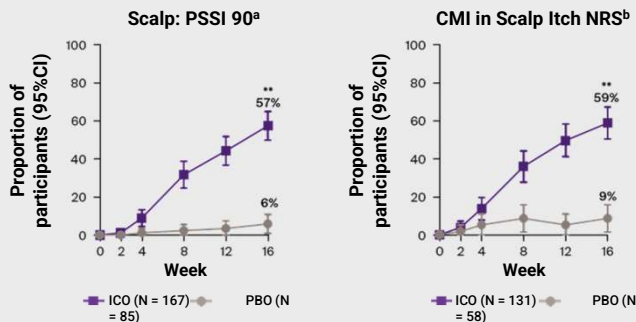 Scalp: PSSI 90ᵃ
Proportion of
participants (95%CI)
100
80
60
40
20
0
**
57%
6%
0 2 4 8 12 16
Week
ICO (N = 167) PBO (N
= 85)
CMI in Scalp Itch NRSᵇ
Proportion of
participants (95%CI)
100
80
60
40
20
0
**
59%
9%
0 2 4 8 12 16
Week
ICO (N = 131) PBO (N
= 58)